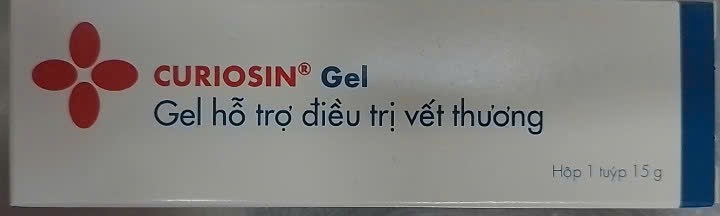 CURIOSIN® Gel
Gel hỗ trợ điều trị vết thương
Hộp 1 tuýp 15 g